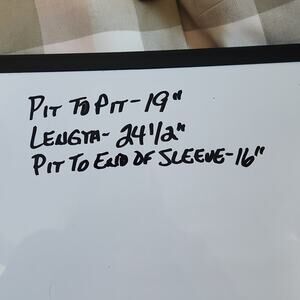 PIT TO PIT-19"
LENGTH-24 1/2"
PIT TO END OF SLEEVE-16"